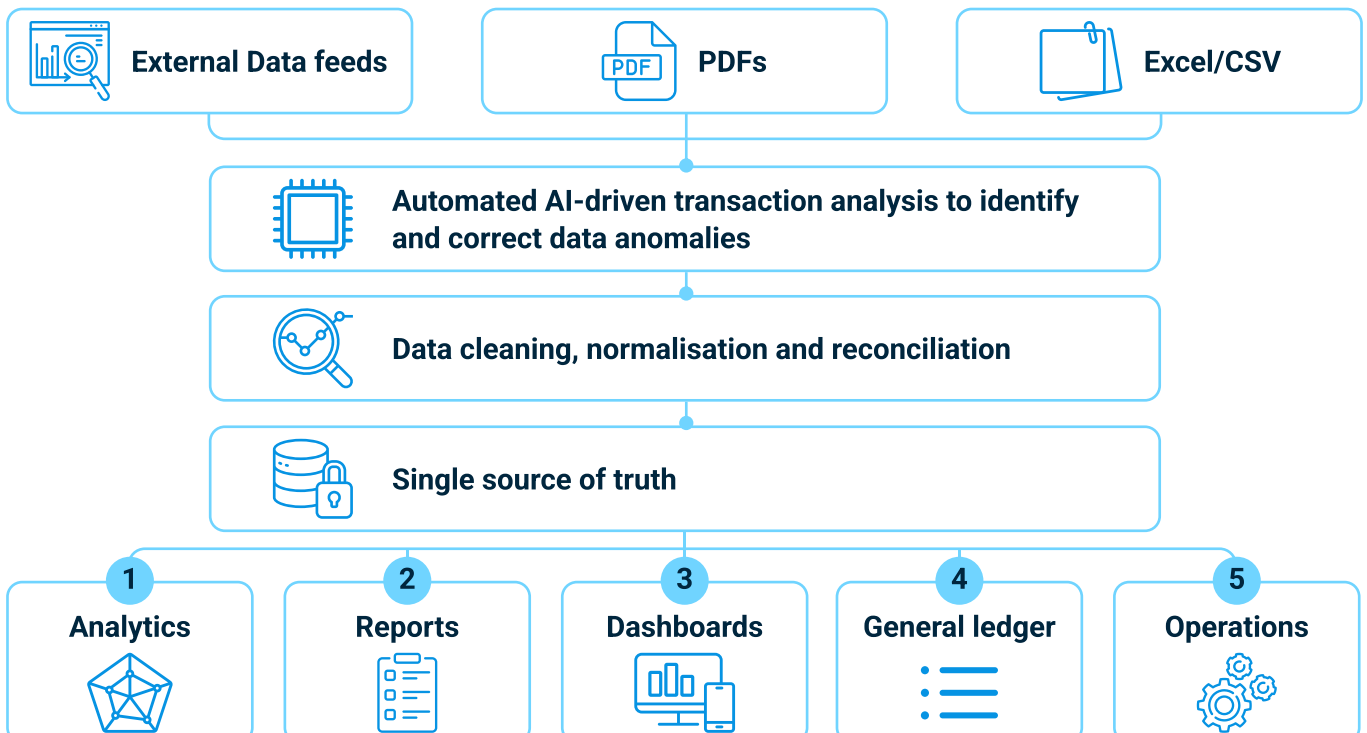 External Data feeds
PDF
PDFs
Excel/CSV
Automated AI-driven transaction analysis to identify
and correct data anomalies
Data cleaning, normalisation and reconciliation
Single source of truth
1
Analytics
2
Reports
3
Dashboards
4
General ledger
5
Operations